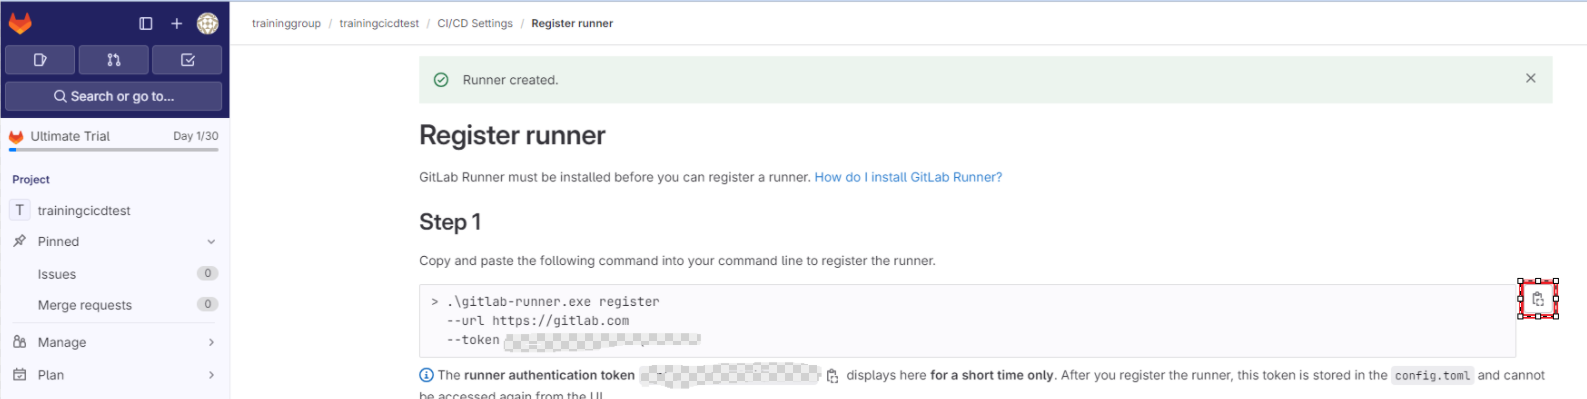 traininggroup / trainingcicdtest / CI/CD Settings / Register runner
Search or go to...
Ultimate Trial Day 1/30
Project
T trainingcicdtest
Pinned
Issues 0
Merge requests 0
Manage
Plan
Runner created.
Register runner
GitLab Runner must be installed before you can register a runner. How do I install GitLab Runner?
Step 1
Copy and paste the following command into your command line to register the runner.
> .\gitlab-runner.exe register
--url https://gitlab.com
--token
The runner authentication token displays here for a short time only. After you register the runner, this token is stored in the config.toml and cannot
be accessed again from the UI.